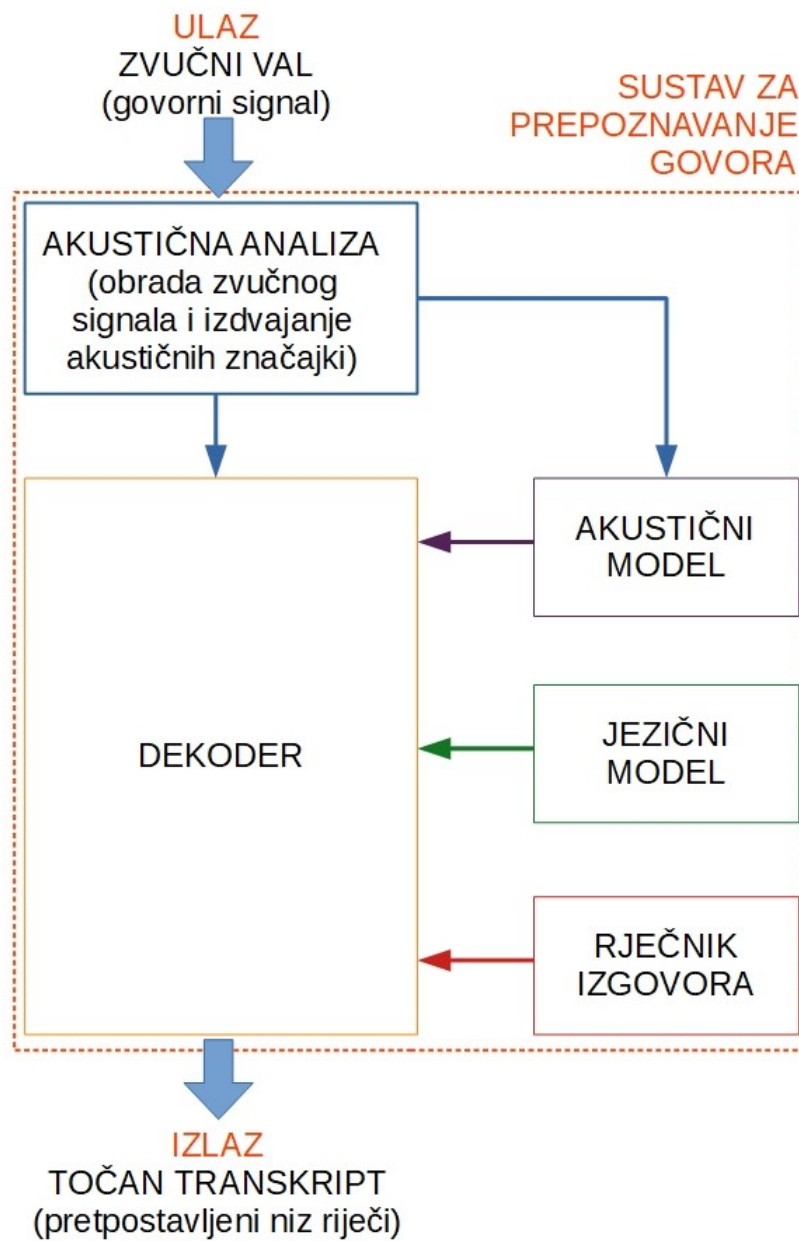 ULAZ
ZVUČNI VAL
(govorni signal)
SUSTAV ZA
PREPOZNAVANJE
GOVORA
AKUSTIČNA ANALIZA
(obrada zvučnog
signala i izdvajanje
akustičnih značajki)
DEKODER
AKUSTIČNI
MODEL
JEZIČNI
MODEL
RJEČNIK
IZGOVORA
IZLAZ
TOČAN TRANSKRIPT
(pretpostavljeni niz riječi)